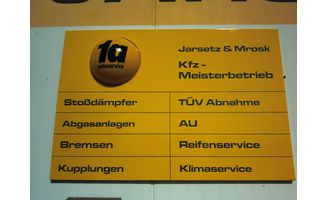 1a
autoservice
Jarsetz & Mrosk
Kfz -
Meisterbetrieb
Stoßdämpfer
TÜV Abnahme
Abgasanlagen
AU
Bremsen
Reifenservice
Kupplungen
Klimaservice